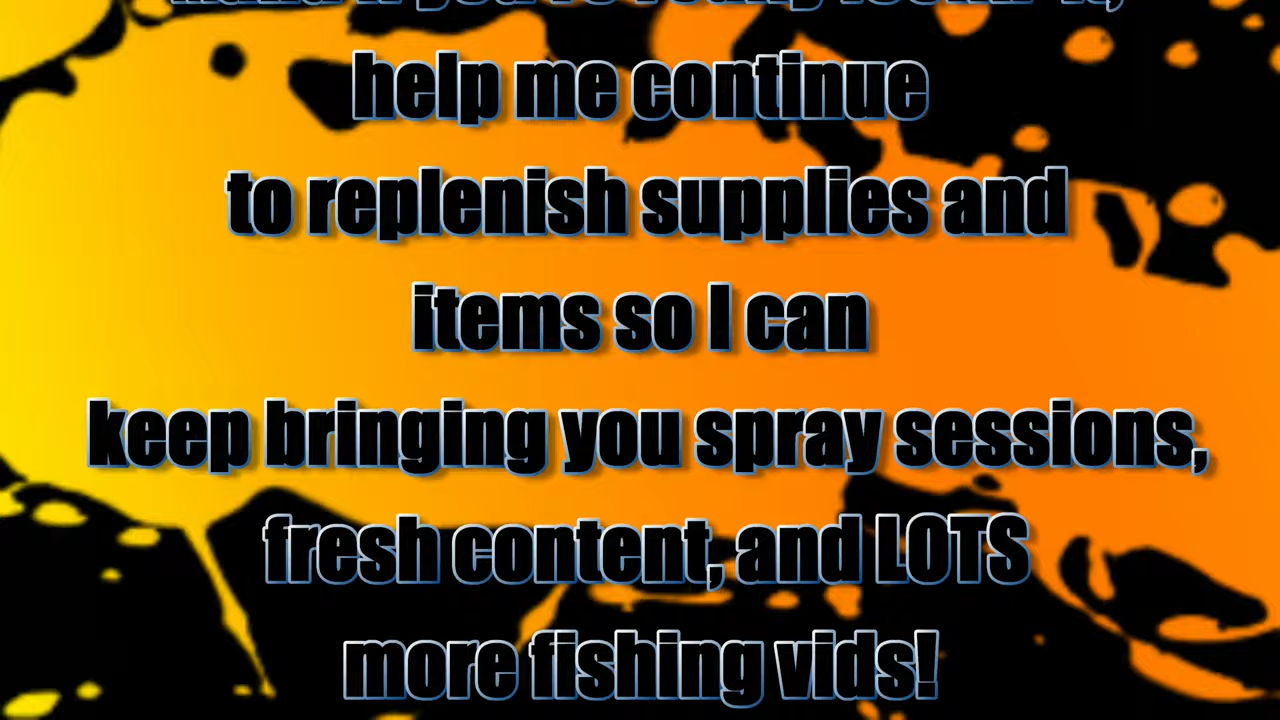 help me continue
to replenish supplies and
items so I can
keep bringing you spray sessions,
fresh content, and LOTS
more fishing vids!